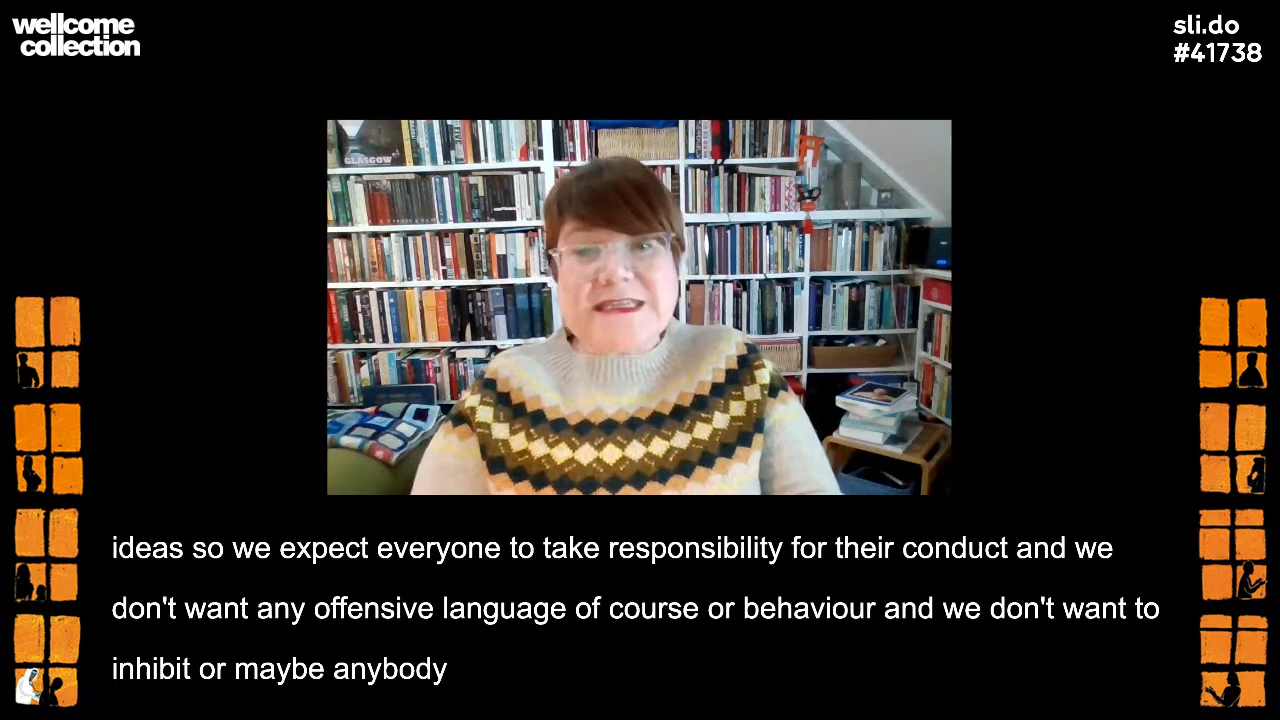 wellcome
collection
sli.do
#41738
GLASGOW
ideas so we expect everyone to take responsibility for their conduct and we
don't want any offensive language of course or behaviour and we don't want to
inhibit or maybe anybody